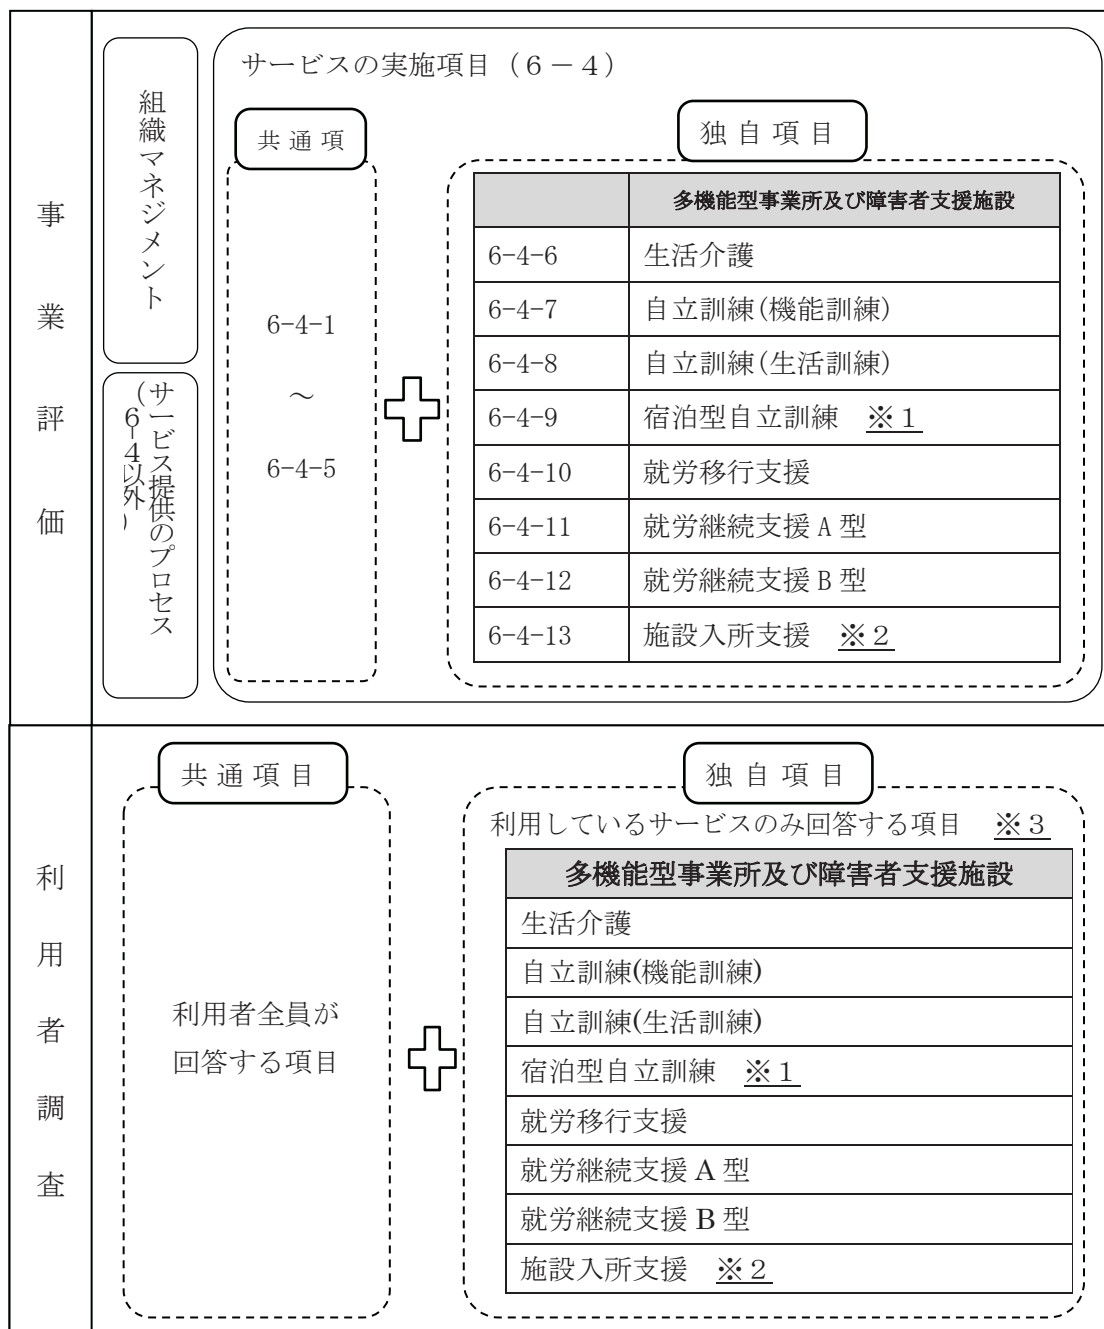 事業評価
組織マネジメント
サービス提供のプロセス
(6-4以外)
サービスの実施項目(6-4)
共通項
6-4-1
～
6-4-5
独自項目
多機能型事業所及び障害者支援施設
6-4-6 生活介護
6-4-7 自立訓練(機能訓練)
6-4-8 自立訓練(生活訓練)
6-4-9 宿泊型自立訓練 ※1
6-4-10 就労移行支援
6-4-11 就労継続支援A型
6-4-12 就労継続支援B型
6-4-13 施設入所支援 ※2
利用者調査
共通項目
利用者全員が
回答する項目
独自項目
利用しているサービスのみ回答する項目 ※3
多機能型事業所及び障害者支援施設
生活介護
自立訓練(機能訓練)
自立訓練(生活訓練)
宿泊型自立訓練 ※1
就労移行支援
就労継続支援A型
就労継続支援B型
施設入所支援 ※2